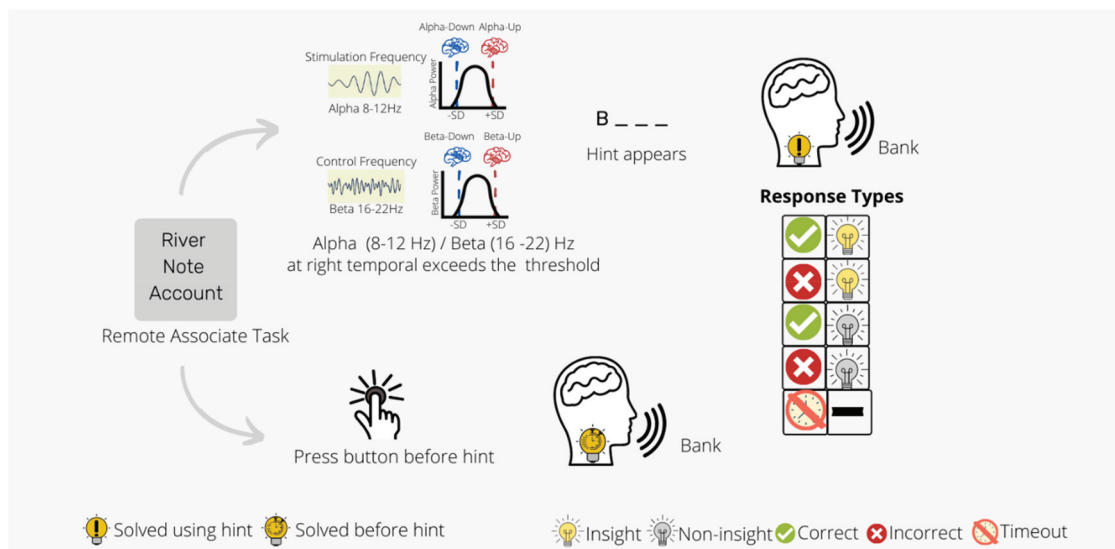 Alpha-Down Alpha-Up
Stimulation Frequency
Alpha Power
Alpha 8-12Hz
-SD +SD
Beta-Down Beta-Up
Control Frequency
Beta Power
Beta 16-22Hz
-SD +SD
Alpha (8-12 Hz) / Beta (16 -22) Hz
at right temporal exceeds the threshold
B _ _ _
Hint appears
Bank
River
Note
Account
Remote Associate Task
Press button before hint
Bank
Response Types
Solved using hint Solved before hint
Insight Non-insight Correct Incorrect Timeout